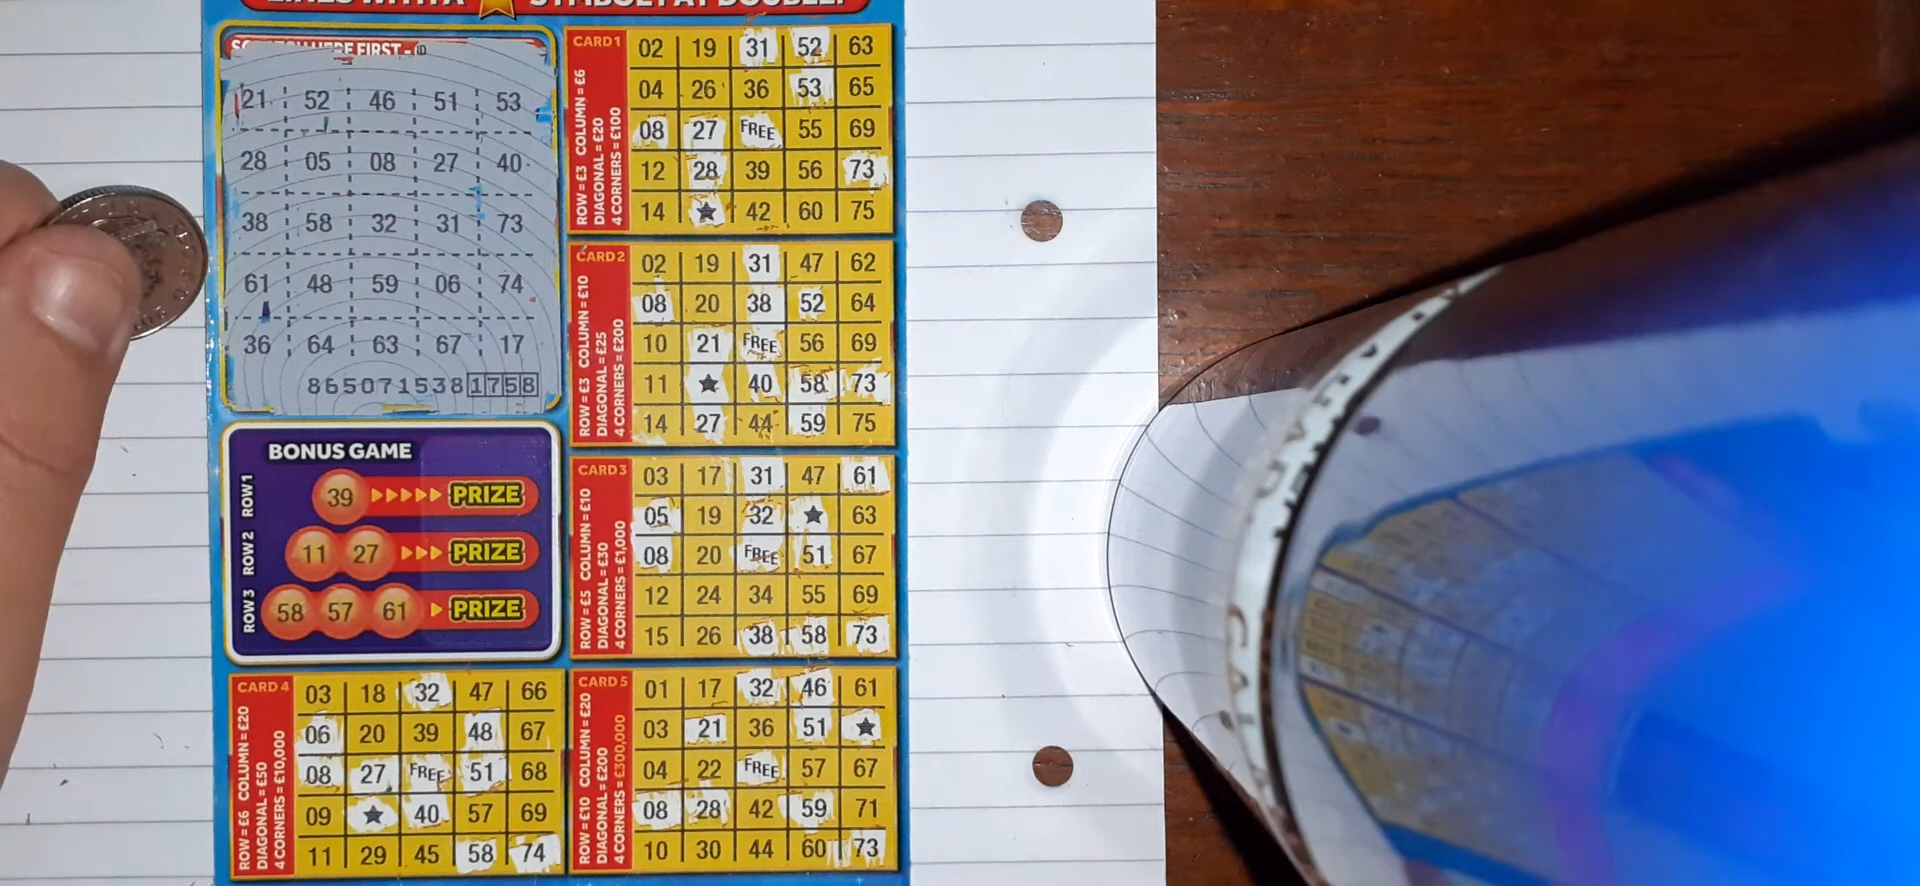 SYMBOL PAY DOUBLE!
21 52 46 51 53
28 05 08 27 40
38 58 32 31 73
61 48 59 06 74
36 64 63 67 17
8650715381758
BONUS GAME
ROW 1 39 PRIZE
ROW 2 11 27 PRIZE
ROW 3 58 57 61 PRIZE
CARD 1
ROW = £3 COLUMN = £6
DIAGONAL = £20
4 CORNERS = £100
02 19 31 52 63
04 26 36 53 65
08 27 FREE 55 69
12 28 39 56 73
14 ★ 42 60 75
CARD 2
ROW = £3 COLUMN = £10
DIAGONAL = £25
4 CORNERS = £200
02 19 31 47 62
08 20 38 52 64
10 21 FREE 56 69
11 ★ 40 58 73
14 27 44 59 75
CARD 3
ROW = £5 COLUMN = £10
DIAGONAL = £30
4 CORNERS = £1,000
03 17 31 47 61
05 19 32 ★ 63
08 20 FREE 51 67
12 24 34 55 69
15 26 38 58 73
CARD 4
ROW = £6 COLUMN = £20
DIAGONAL = £50
4 CORNERS = £10,000
03 18 32 47 66
06 20 39 48 67
08 27 FREE 51 68
09 ★ 40 57 69
11 29 45 58 74
CARD 5
ROW = £10 COLUMN = £20
DIAGONAL = £200
4 CORNERS = £300,000
01 17 32 46 61
03 21 36 51 ★
04 22 FREE 57 67
08 28 42 59 71
10 30 44 60 73